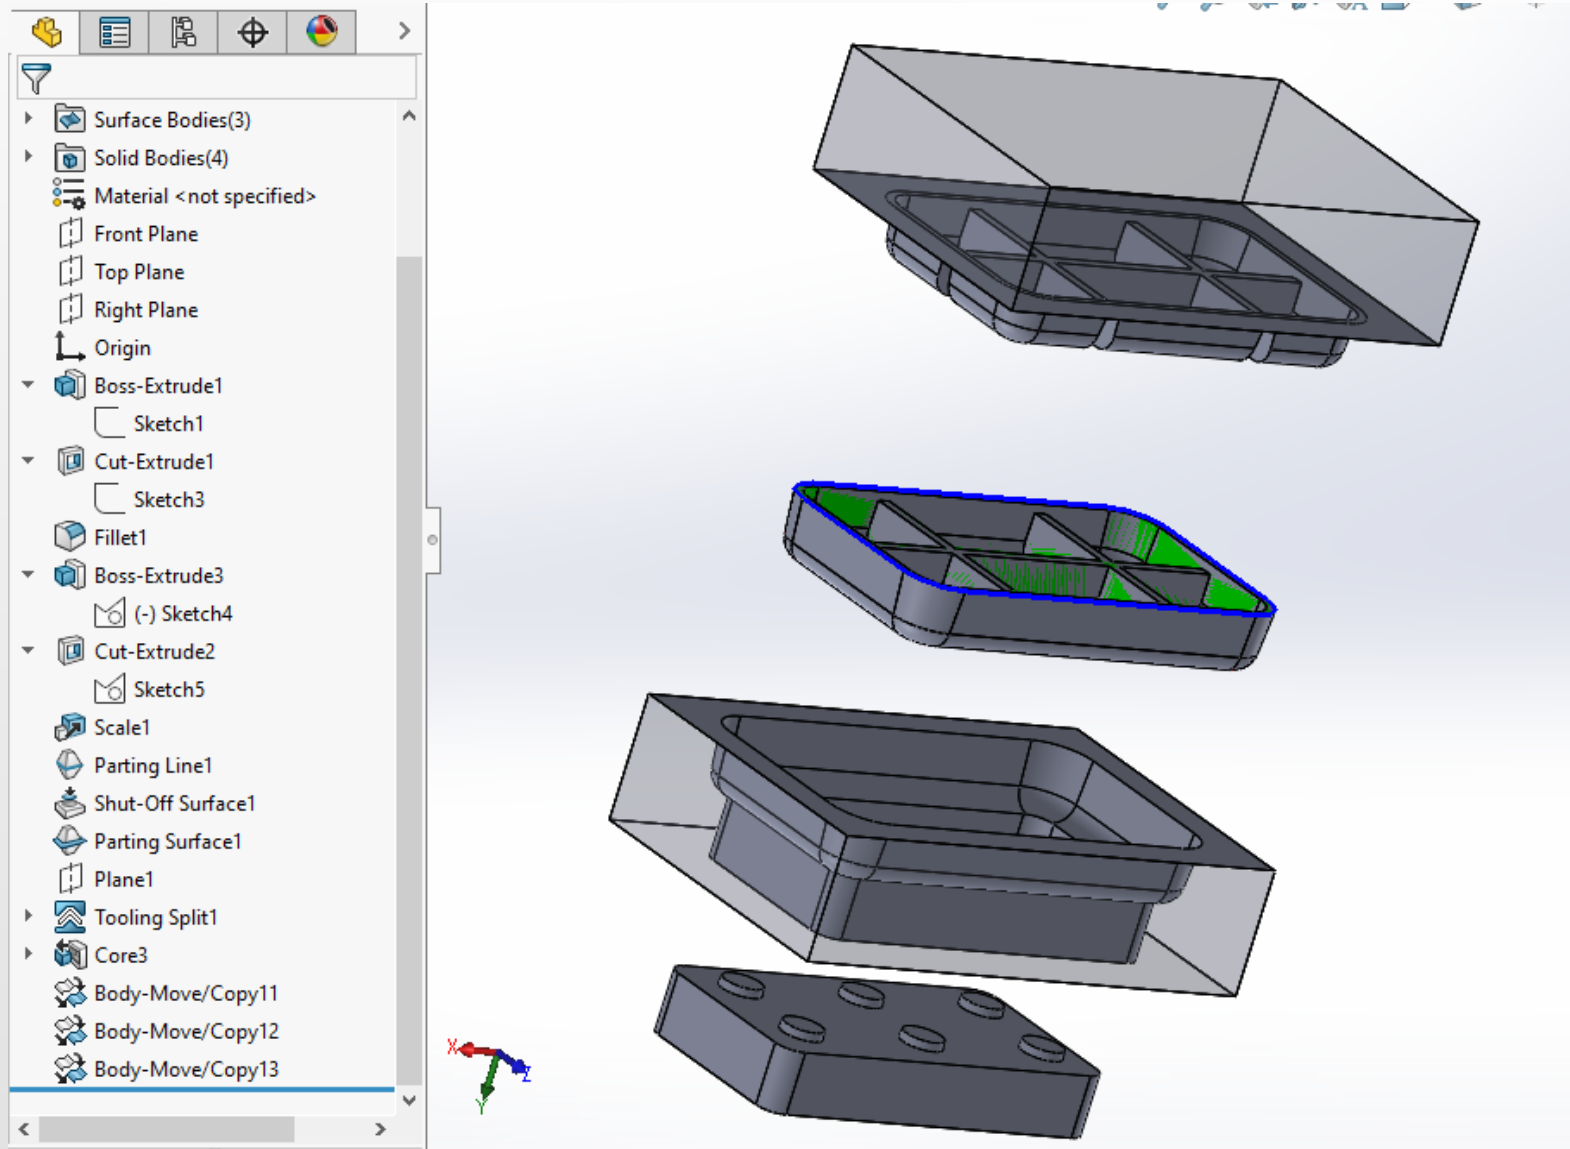 Surface Bodies(3)
Solid Bodies(4)
Material <not specified>
Front Plane
Top Plane
Right Plane
Origin
Boss-Extrude1
Sketch1
Cut-Extrude1
Sketch3
Fillet1
Boss-Extrude3
(-) Sketch4
Cut-Extrude2
Sketch5
Scale1
Parting Line1
Shut-Off Surface1
Parting Surface1
Plane1
Tooling Split1
Core3
Body-Move/Copy11
Body-Move/Copy12
Body-Move/Copy13
X
Z
Y